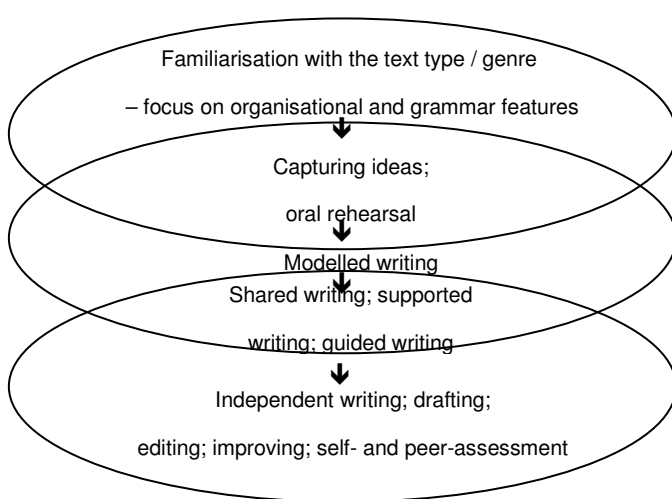 Familiarisation with the text type / genre
– focus on organisational and grammar features
Capturing ideas;
oral rehearsal
Modelled writing
Shared writing; supported
writing; guided writing
Independent writing; drafting;
editing; improving; self- and peer-assessment